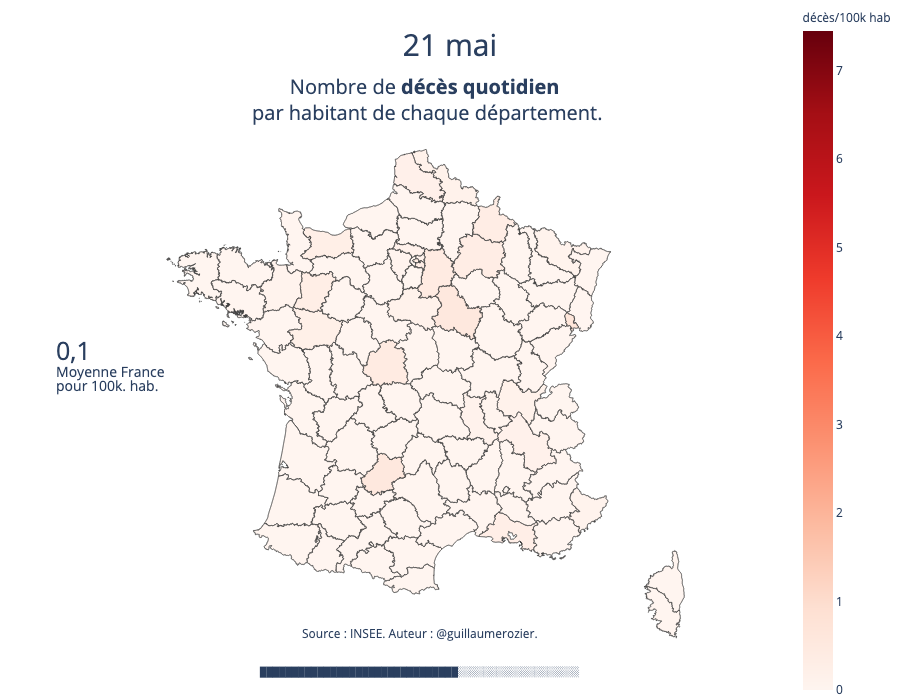 décès/100k hab
21 mai
Nombre de décès quotidien
par habitant de chaque département.
7
6
5
4
3
2
1
0
0,1
Moyenne France
pour 100k. hab.
Source : INSEE. Auteur : @guillaumerozier.